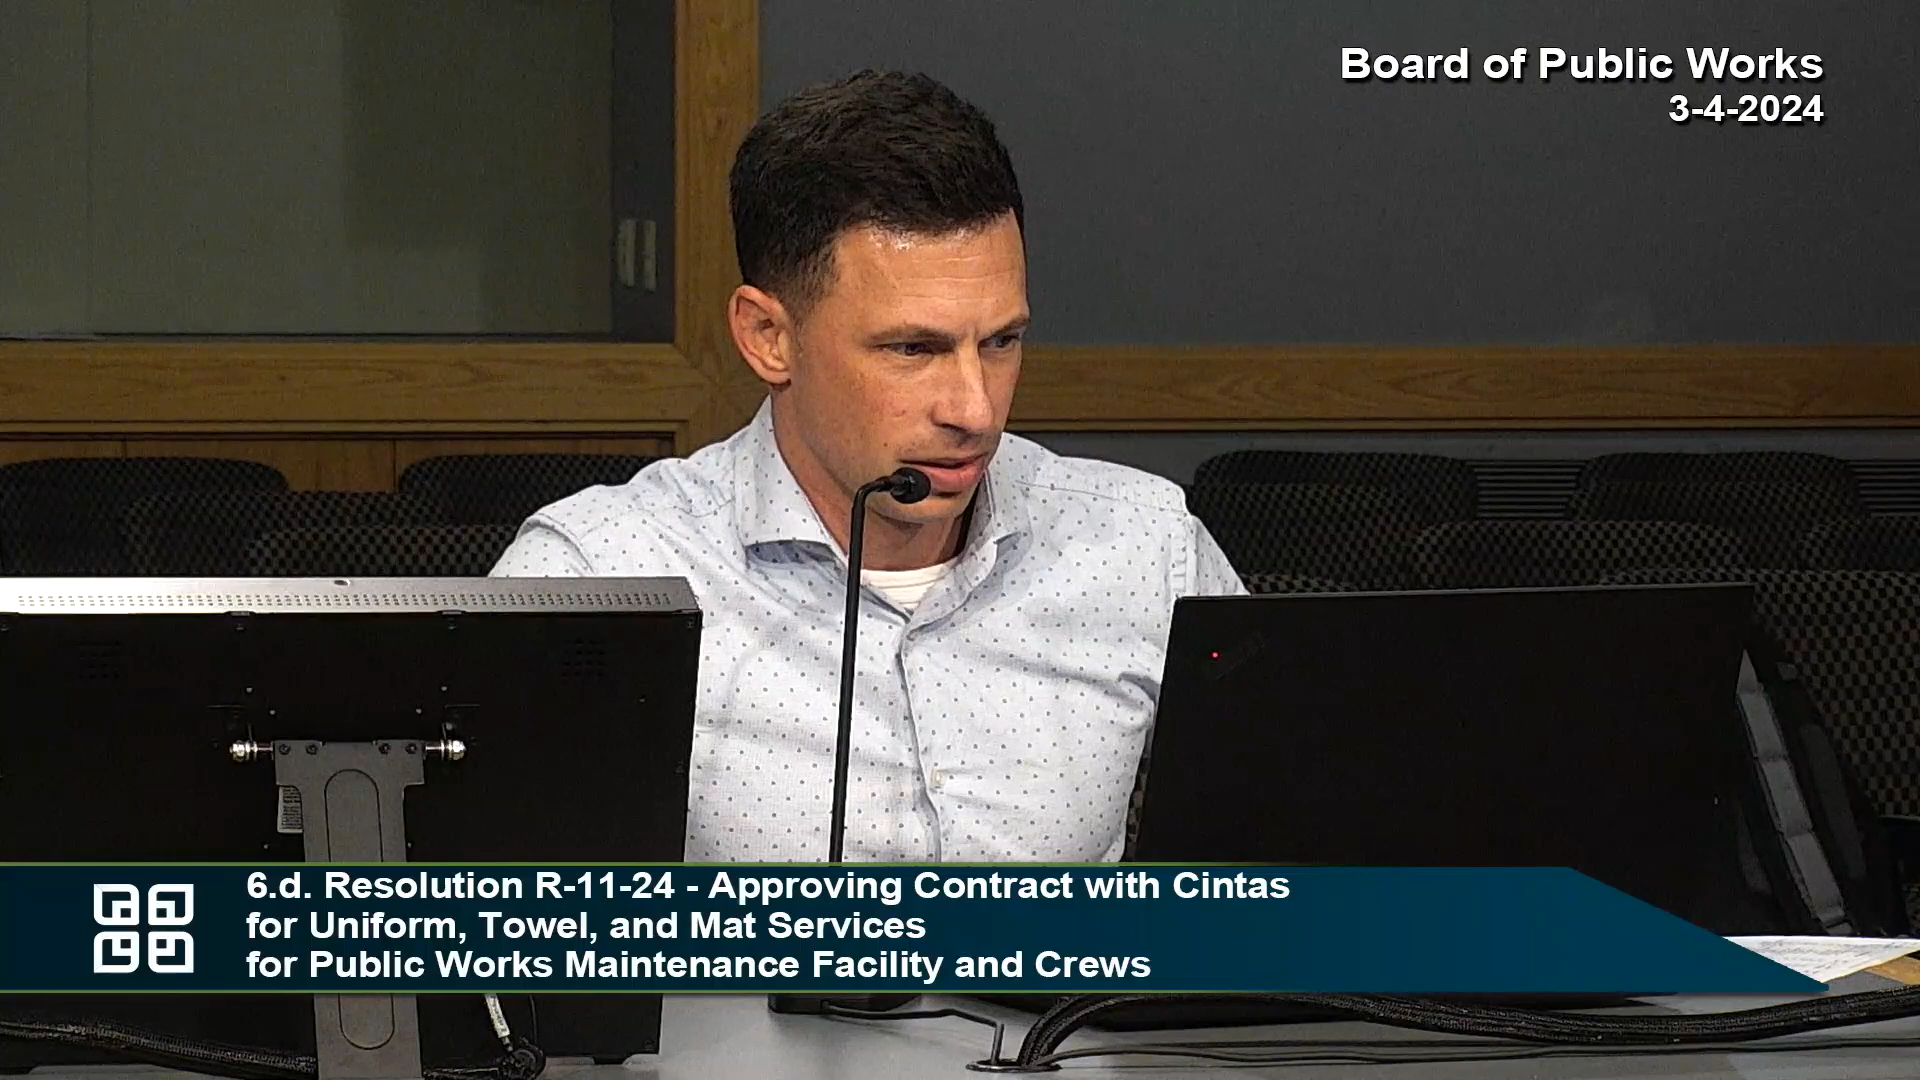 Board of Public Works
3-4-2024
6.d. Resolution R-11-24 - Approving Contract with Cintas
for Uniform, Towel, and Mat Services
for Public Works Maintenance Facility and Crews